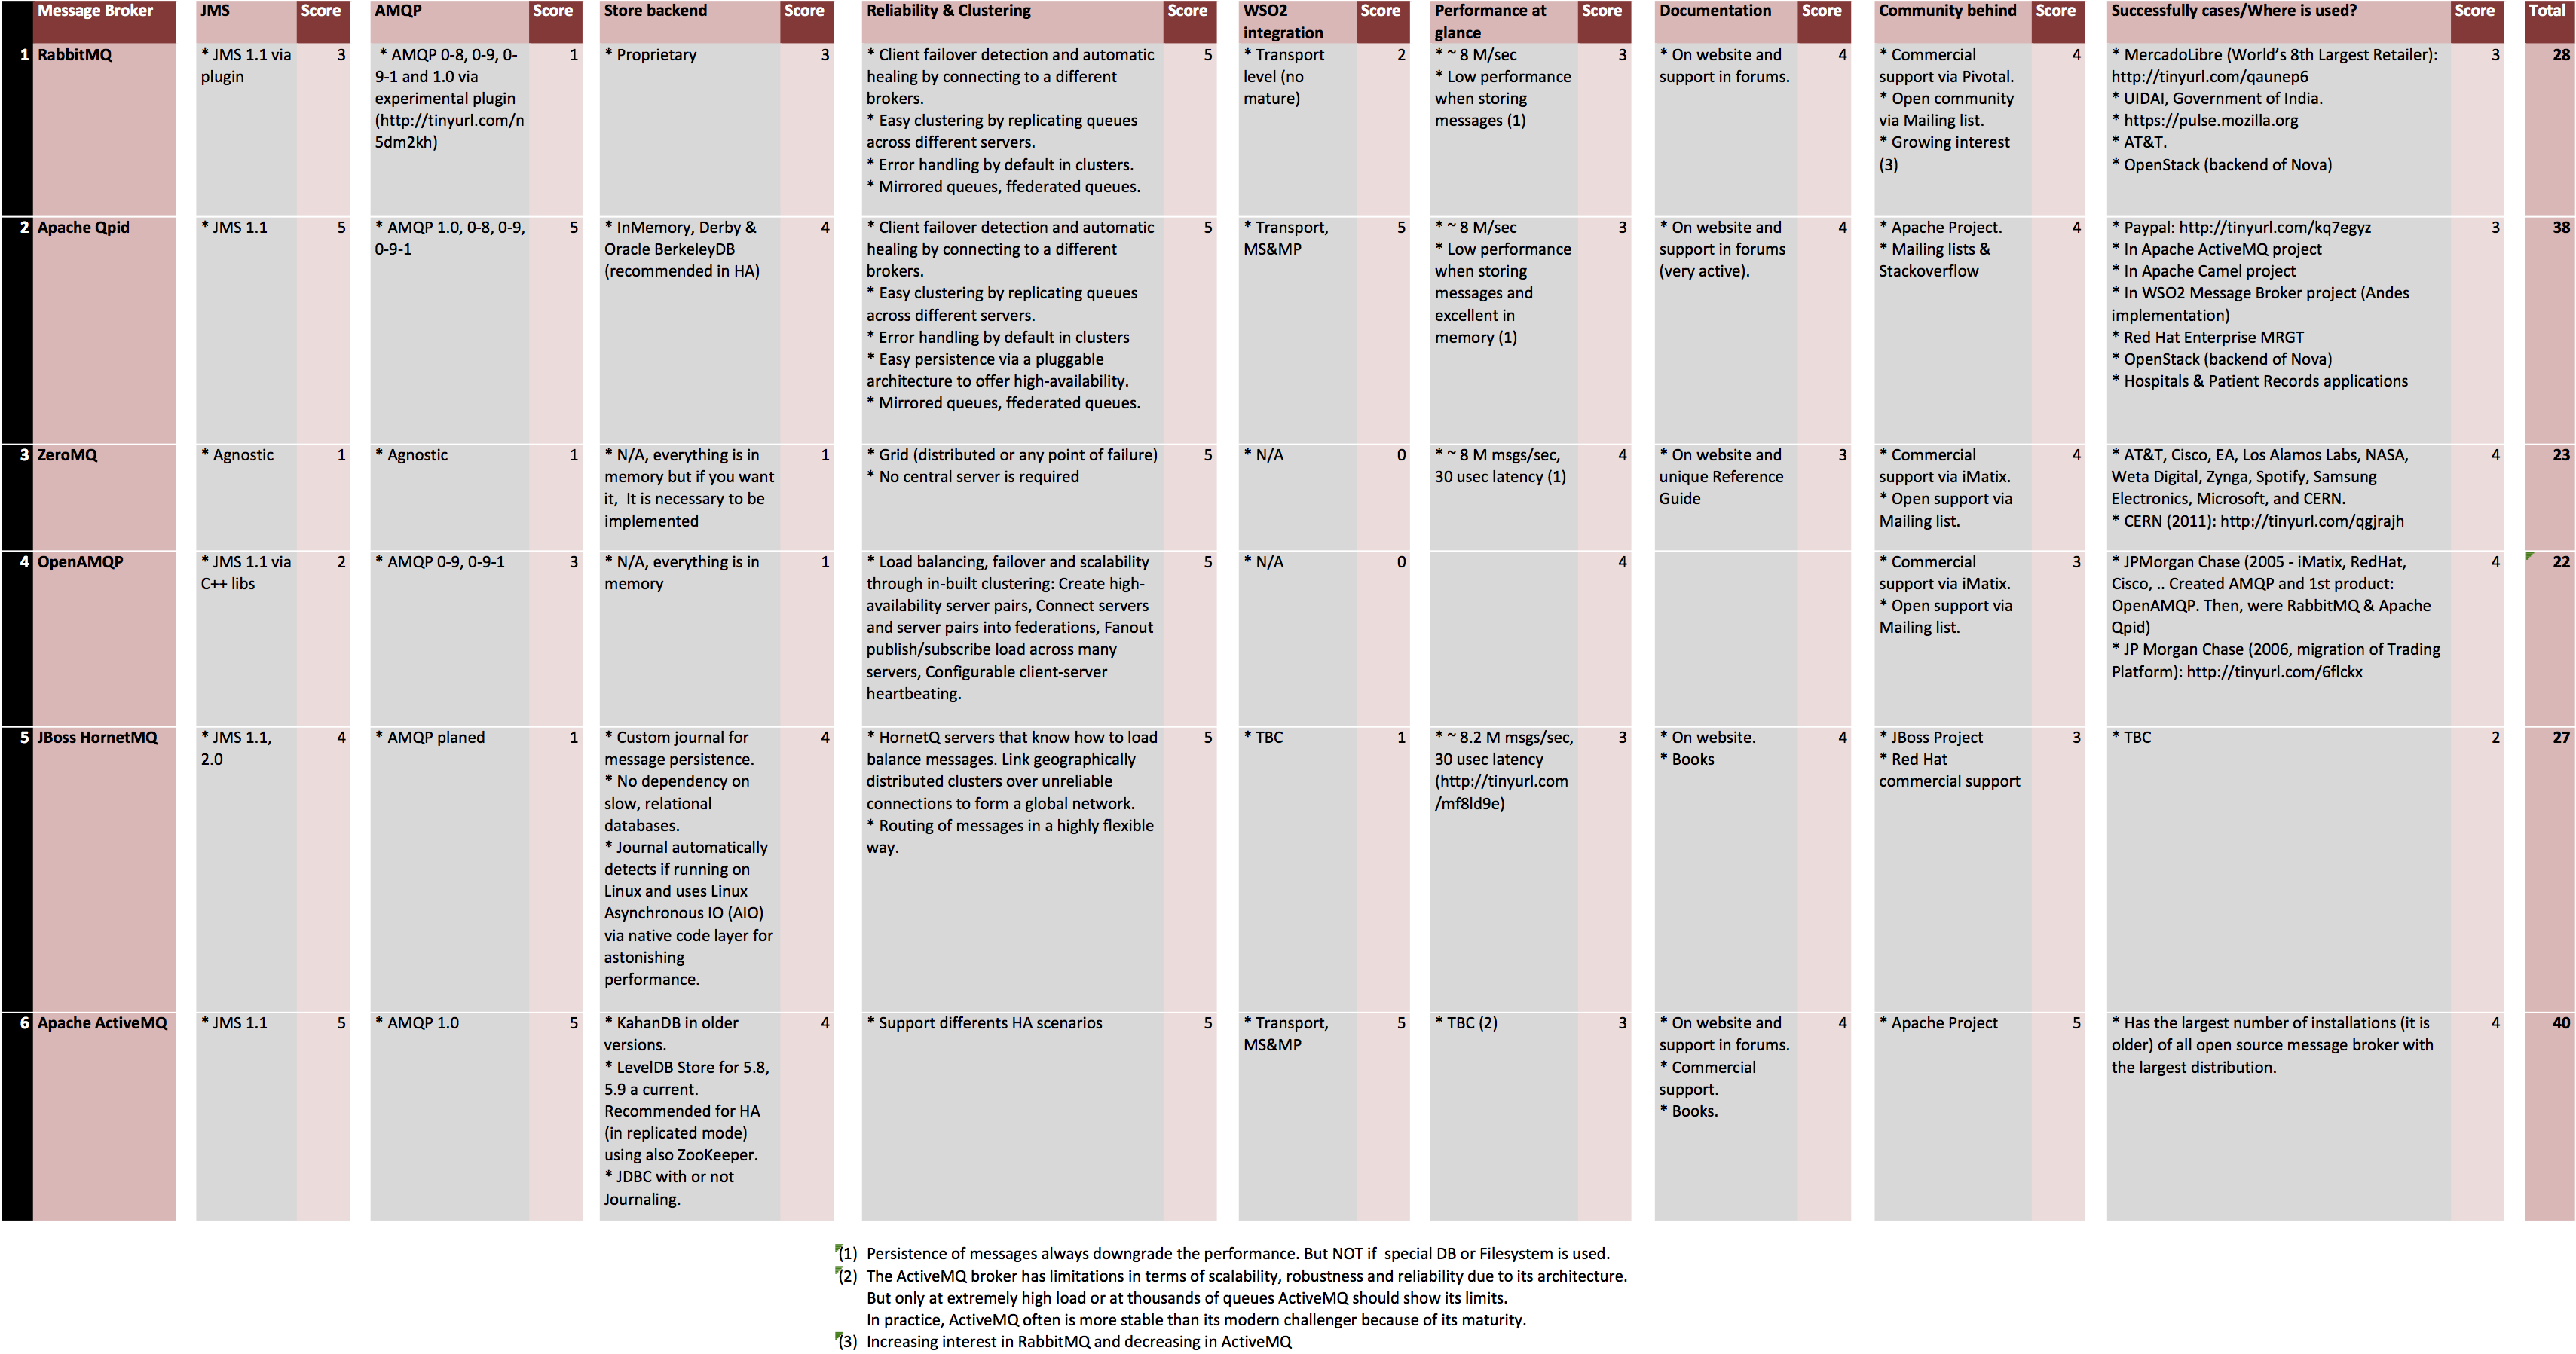 Message Broker JMS Score AMQP Score Store backend Score Reliability & Clustering Score WSO2 integration Score Performance at glance Score Documentation Score Community behind Score Successfully cases/Where is used? Score Total
1 RabbitMQ
* JMS 1.1 via
plugin
3
* AMQP 0-8, 0-9, 0-
9-1 and 1.0 via
experimental plugin
(http://tinyurl.com/n
5dm2kh)
1
* Proprietary
3
* Client failover detection and automatic
healing by connecting to a different
brokers.
* Easy clustering by replicating queues
across different servers.
* Error handling by default in clusters.
* Mirrored queues, ffederated queues.
5
* Transport
level (no
mature)
2
* ~ 8 M/sec
* Low performance
when storing
messages (1)
3
* On website and
support in forums.
4
* Commercial
support via Pivotal.
* Open community
via Mailing list.
* Growing interest
(3)
4
* MercadoLibre (World's 8th Largest Retailer):
http://tinyurl.com/qaunep6
* UIDAI, Government of India.
* https://pulse.mozilla.org
* AT&T.
* OpenStack (backend of Nova)
3
28
2 Apache Qpid
* JMS 1.1
5
* AMQP 1.0, 0-8, 0-9,
0-9-1
5
* InMemory, Derby &
Oracle BerkeleyDB
(recommended in HA)
4
* Client failover detection and automatic
healing by connecting to a different
brokers.
* Easy clustering by replicating queues
across different servers.
* Error handling by default in clusters
* Easy persistence via a pluggable
architecture to offer high-availability.
* Mirrored queues, ffederated queues.
5
* Transport,
MS&MP
5
* ~ 8 M/sec
* Low performance
when storing
messages and
excellent in
memory (1)
3
* On website and
support in forums
(very active).
4
* Apache Project.
* Mailing lists &
Stackoverflow
4
* Paypal: http://tinyurl.com/kq7egyz
* In Apache ActiveMQ project
* In Apache Camel project
* In WSO2 Message Broker project (Andes
implementation)
* Red Hat Enterprise MRGT
* OpenStack (backend of Nova)
* Hospitals & Patient Records applications
3
38
3 ZeroMQ
* Agnostic
1
* Agnostic
1
* N/A, everything is in
memory but if you want
it, It is necessary to be
implemented
1
* Grid (distributed or any point of failure)
* No central server is required
5
* N/A
0
* ~ 8 M msgs/sec,
30 usec latency (1)
4
* On website and
unique Reference
Guide
3
* Commercial
support via iMatix.
* Open support via
Mailing list.
4
* AT&T, Cisco, EA, Los Alamos Labs, NASA,
Weta Digital, Zynga, Spotify, Samsung
Electronics, Microsoft, and CERN.
* CERN (2011): http://tinyurl.com/qgjrajh
4
23
4 OpenAMQP
* JMS 1.1 via
C++ libs
2
* AMQP 0-9, 0-9-1
3
* N/A, everything is in
memory
1
* Load balancing, failover and scalability
through in-built clustering: Create high-
availability server pairs, Connect servers
and server pairs into federations, Fanout
publish/subscribe load across many
servers, Configurable client-server
heartbeating.
5
* N/A
0
4
* Commercial
support via iMatix.
* Open support via
Mailing list.
3
* JPMorgan Chase (2005 - iMatix, RedHat,
Cisco, .. Created AMQP and 1st product:
OpenAMQP. Then, were RabbitMQ & Apache
Qpid)
* JP Morgan Chase (2006, migration of Trading
Platform): http://tinyurl.com/6flckx
4
22
5 JBoss HornetMQ
* JMS 1.1,
2.0
4
* AMQP planed
1
* Custom journal for
message persistence.
* No dependency on
slow, relational
databases.
* Journal automatically
detects if running on
Linux and uses Linux
Asynchronous IO (AIO)
via native code layer for
astonishing
performance.
4
* HornetQ servers that know how to load
balance messages. Link geographically
distributed clusters over unreliable
connections to form a global network.
* Routing of messages in a highly flexible
way.
5
* TBC
1
* ~ 8.2 M msgs/sec,
30 usec latency
(http://tinyurl.com
/mf8ld9e)
3
* On website.
* Books
4
* JBoss Project
* Red Hat
commercial support
3
* TBC
2
27
6 Apache ActiveMQ
* JMS 1.1
5
* AMQP 1.0
5
* KahanDB in older
versions.
* LevelDB Store for 5.8,
5.9 a current.
Recommended for HA
(in replicated mode)
using also ZooKeeper.
* JDBC with or not
Journaling.
4
* Support differents HA scenarios
5
* Transport,
MS&MP
5
* TBC (2)
3
* On website and
support in forums.
* Commercial
support.
* Books.
4
* Apache Project
5
* Has the largest number of installations (it is
older) of all open source message broker with
the largest distribution.
4
40
(1) Persistence of messages always downgrade the performance. But NOT if special DB or Filesystem is used.
(2) The ActiveMQ broker has limitations in terms of scalability, robustness and reliability due to its architecture.
But only at extremely high load or at thousands of queues ActiveMQ should show its limits.
In practice, ActiveMQ often is more stable than its modern challenger because of its maturity.
(3) Increasing interest in RabbitMQ and decreasing in ActiveMQ